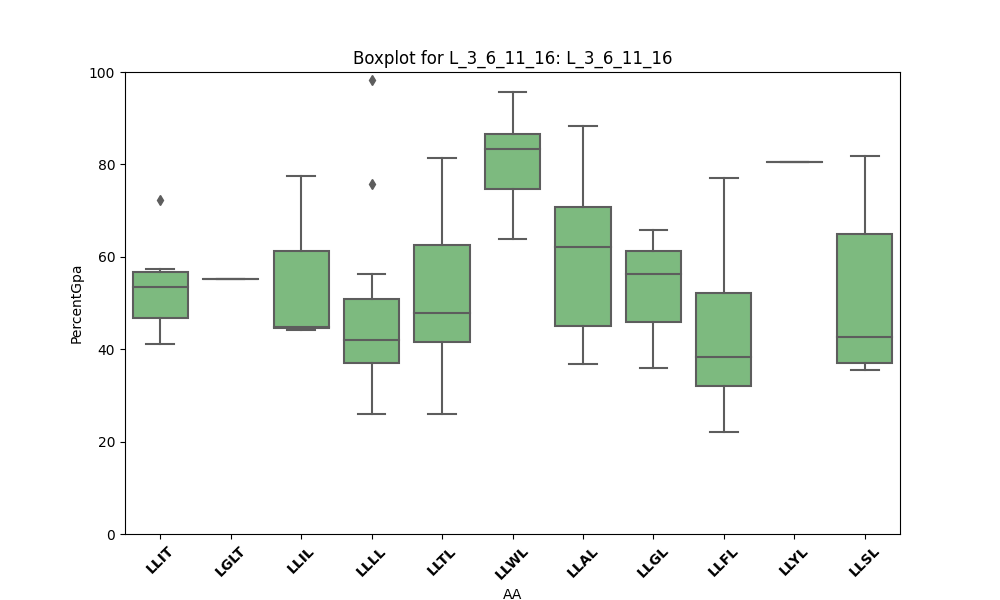 Boxplot for L_3_6_11_16: L_3_6_11_16
100
80
60
40
20
0
PercentGpa
LLIT LGLT LLIL LLLL LLTL LLWL LLAL LLGL LLFL LLYL LLSL
AA